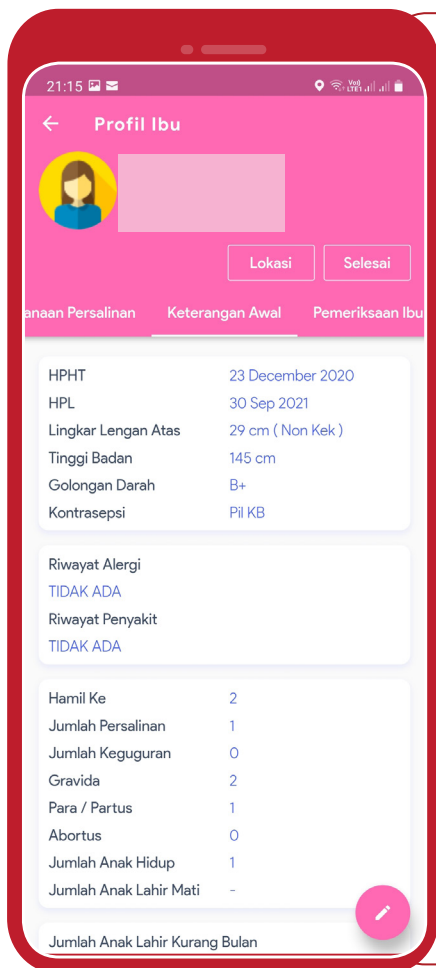 21:15
Vo))
LTE1
Profil Ibu
Lokasi Selesai
anaan Persalinan Keterangan Awal Pemeriksaan Ibu
HPHT 23 December 2020
HPL 30 Sep 2021
Lingkar Lengan Atas 29 cm ( Non Kek )
Tinggi Badan 145 cm
Golongan Darah B+
Kontrasepsi Pil KB
Riwayat Alergi
TIDAK ADA
Riwayat Penyakit
TIDAK ADA
Hamil Ke 2
Jumlah Persalinan 1
Jumlah Keguguran 0
Gravida 2
Para / Partus 1
Abortus 0
Jumlah Anak Hidup 1
Jumlah Anak Lahir Mati -
Jumlah Anak Lahir Kurang Bulan